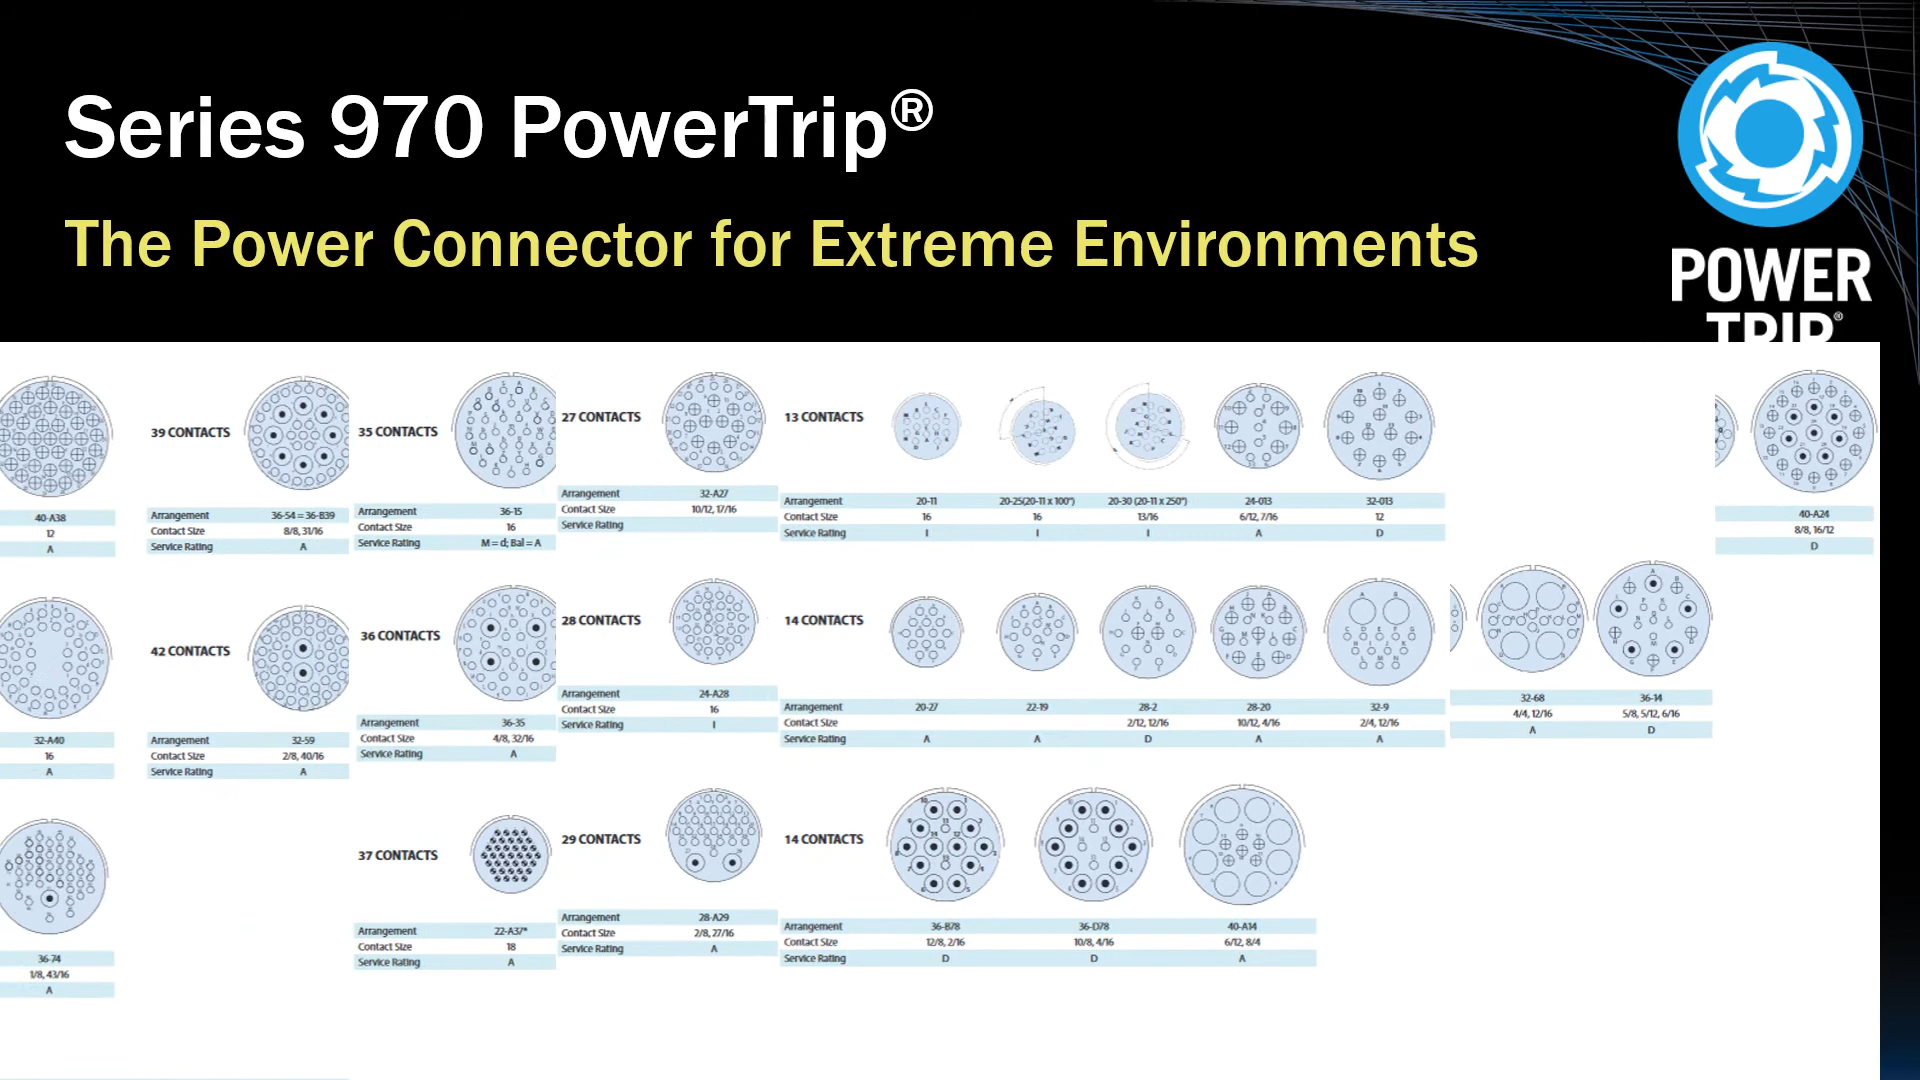 Series 970 PowerTrip®
The Power Connector for Extreme Environments
POWER
TRIP®
40-A38
12
A
39 CONTACTS
Arrangement 36-54 = 36-B39
Contact Size 8/8, 31/16
Service Rating A
35 CONTACTS
Arrangement 36-15
Contact Size 16
Service Rating M = d; Bal = A
27 CONTACTS
Arrangement 32-A27
Contact Size 10/12, 17/16
Service Rating
13 CONTACTS
Arrangement 20-11 20-25(20-11 x 100°) 20-30 (20-11 x 250°) 24-013 32-013
Contact Size 16 16 13/16 6/12, 7/16 12
Service Rating I I I A D
40-A24
8/8, 16/12
D
32-A40
16
A
42 CONTACTS
Arrangement 32-59
Contact Size 2/8, 40/16
Service Rating A
36 CONTACTS
Arrangement 36-35
Contact Size 4/8, 32/16
Service Rating A
28 CONTACTS
Arrangement 24-A28
Contact Size 16
Service Rating I
14 CONTACTS
Arrangement 20-27 22-19 28-2 28-20 32-9
Contact Size 2/12, 12/16 10/12, 4/16 2/4, 12/16
Service Rating A A D A A
32-68 36-14
4/4, 12/16 5/8, 5/12, 6/16
A D
36-74
1/8, 43/16
A
37 CONTACTS
Arrangement 22-A37*
Contact Size 18
Service Rating A
29 CONTACTS
Arrangement 28-A29
Contact Size 2/8, 27/16
Service Rating A
14 CONTACTS
Arrangement 36-B78 36-D78 40-A14
Contact Size 12/8, 2/16 10/8, 4/16 6/12, 8/4
Service Rating D D A